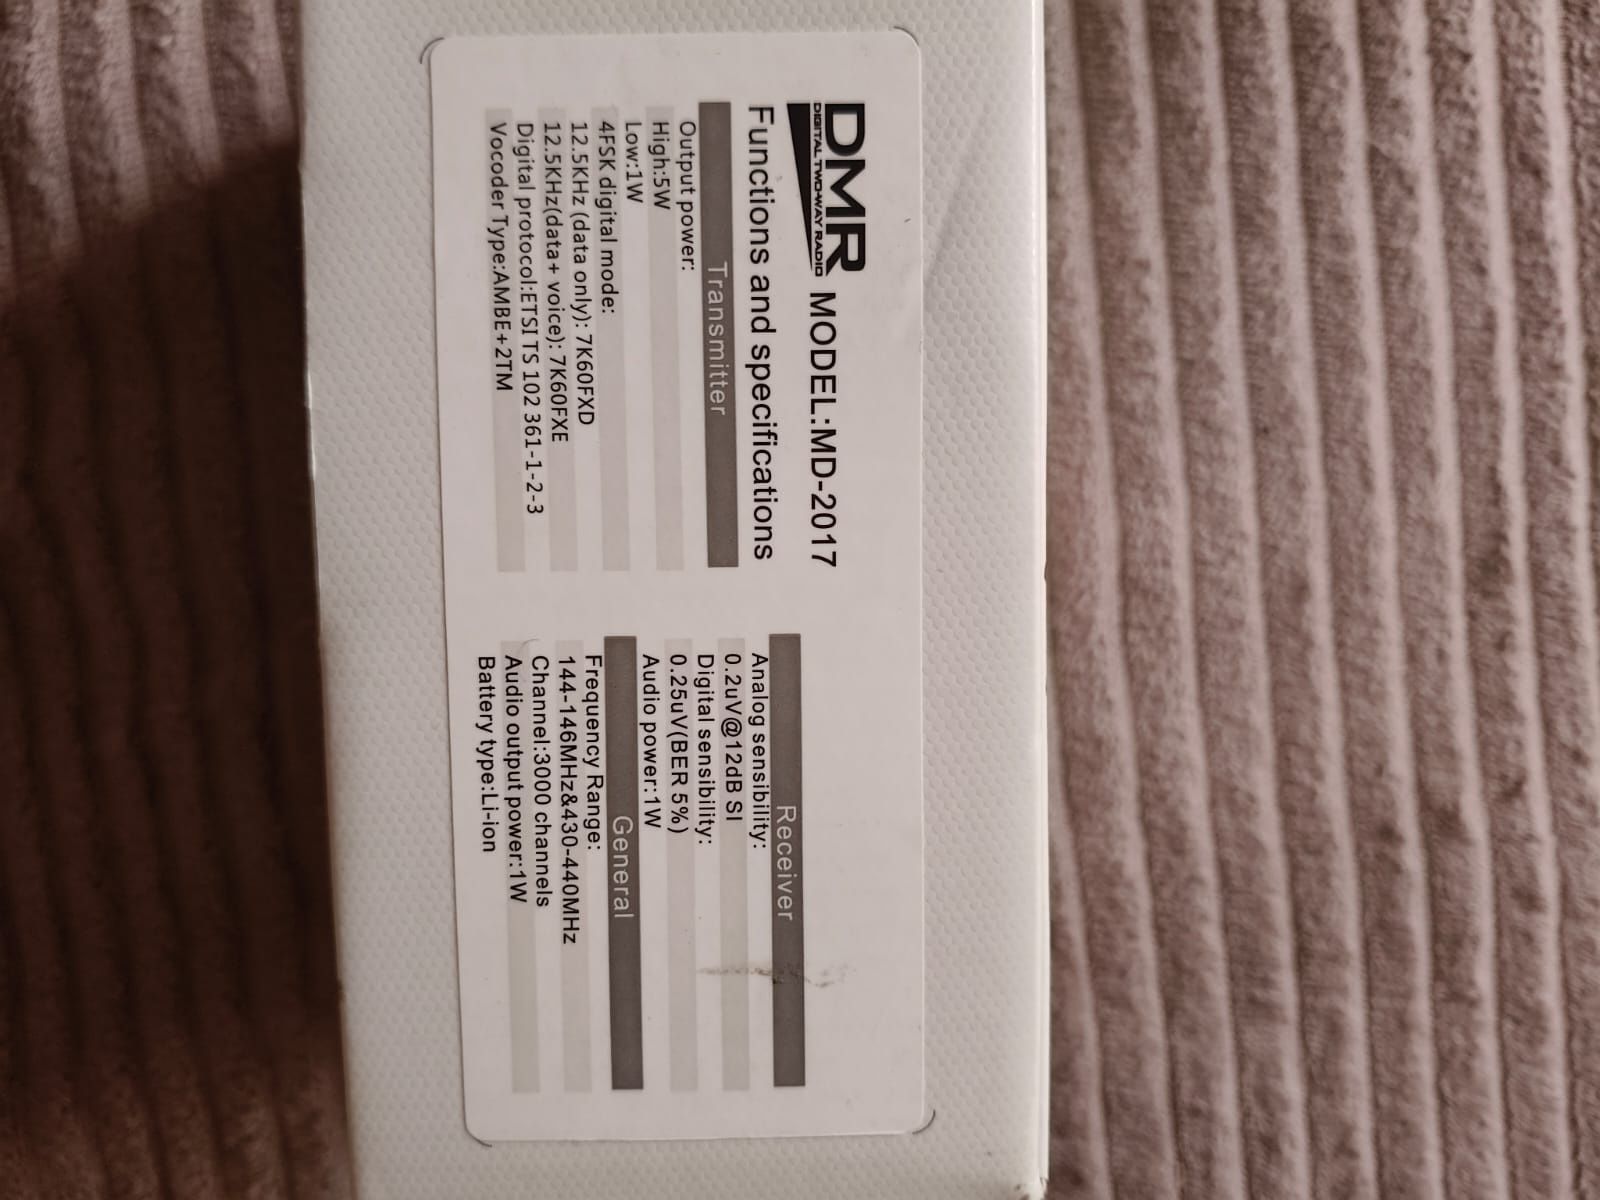 DMR MODEL:MD-2017
DIGITAL TWO-WAY RADIO
Functions and specifications
Transmitter
Output power:
High:5W
Low:1W
4FSK digital mode:
12.5KHz (data only): 7K60FXD
12.5KHz(data+ voice): 7K60FXE
Digital protocol:ETSI TS 102 361-1-2-3
Vocoder Type:AMBE+2TM
Receiver
Analog sensibility:
0.2uV@12dB SI
Digital sensibility:
0.25uV(BER 5%)
Audio power:1W
General
Frequency Range:
144-146MHz&430-440MHz
Channel:3000 channels
Audio output power:1W
Battery type:Li-ion